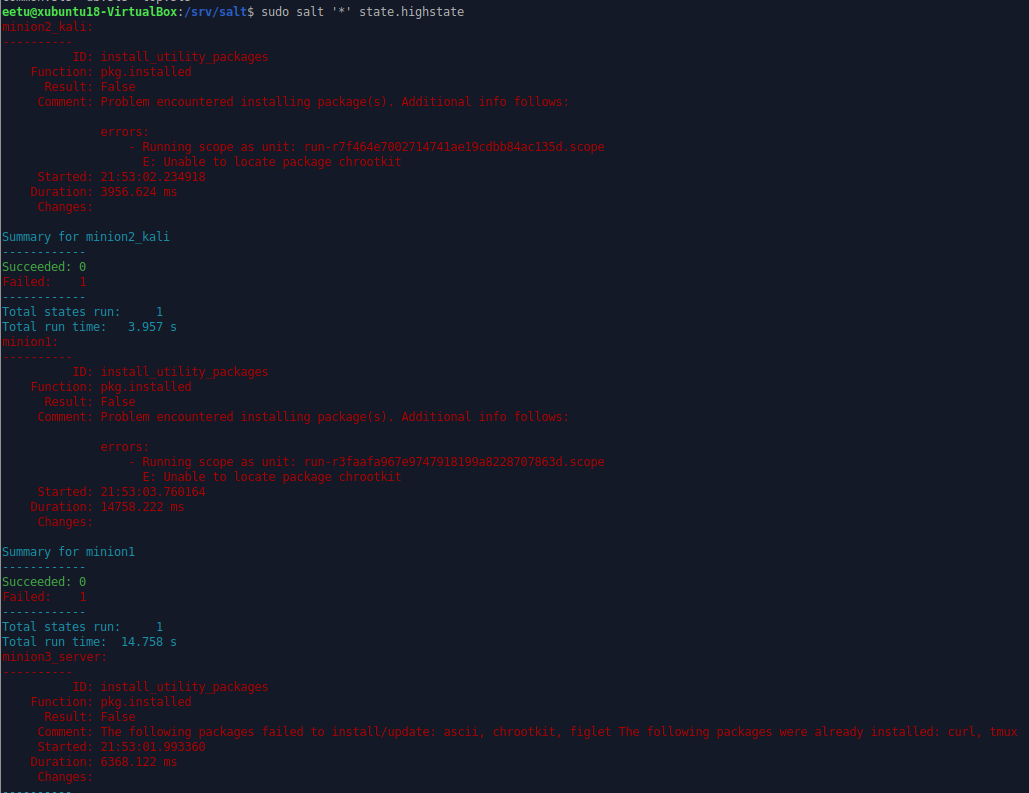 eetu@xubuntu18-VirtualBox:/srv/salt$ sudo salt '*' state.highstate
minion2_kali:
----------
          ID: install_utility_packages
    Function: pkg.installed
      Result: False
     Comment: Problem encountered installing package(s). Additional info follows:

              errors:
                  - Running scope as unit: run-r7f464e7002714741ae19cdbb84ac135d.scope
                    E: Unable to locate package chrootkit
     Started: 21:53:02.234918
    Duration: 3956.624 ms
     Changes:

Summary for minion2_kali
------------
Succeeded: 0
Failed:    1
------------
Total states run:     1
Total run time:   3.957 s
minion1:
----------
          ID: install_utility_packages
    Function: pkg.installed
      Result: False
     Comment: Problem encountered installing package(s). Additional info follows:

              errors:
                  - Running scope as unit: run-r3faafa967e9747918199a8228707863d.scope
                    E: Unable to locate package chrootkit
     Started: 21:53:03.760164
    Duration: 14758.222 ms
     Changes:

Summary for minion1
------------
Succeeded: 0
Failed:    1
------------
Total states run:     1
Total run time:  14.758 s
minion3_server:
----------
          ID: install_utility_packages
    Function: pkg.installed
      Result: False
     Comment: The following packages failed to install/update: ascii, chrootkit, figlet The following packages were already installed: curl, tmux
     Started: 21:53:01.993360
    Duration: 6368.122 ms
     Changes:
----------